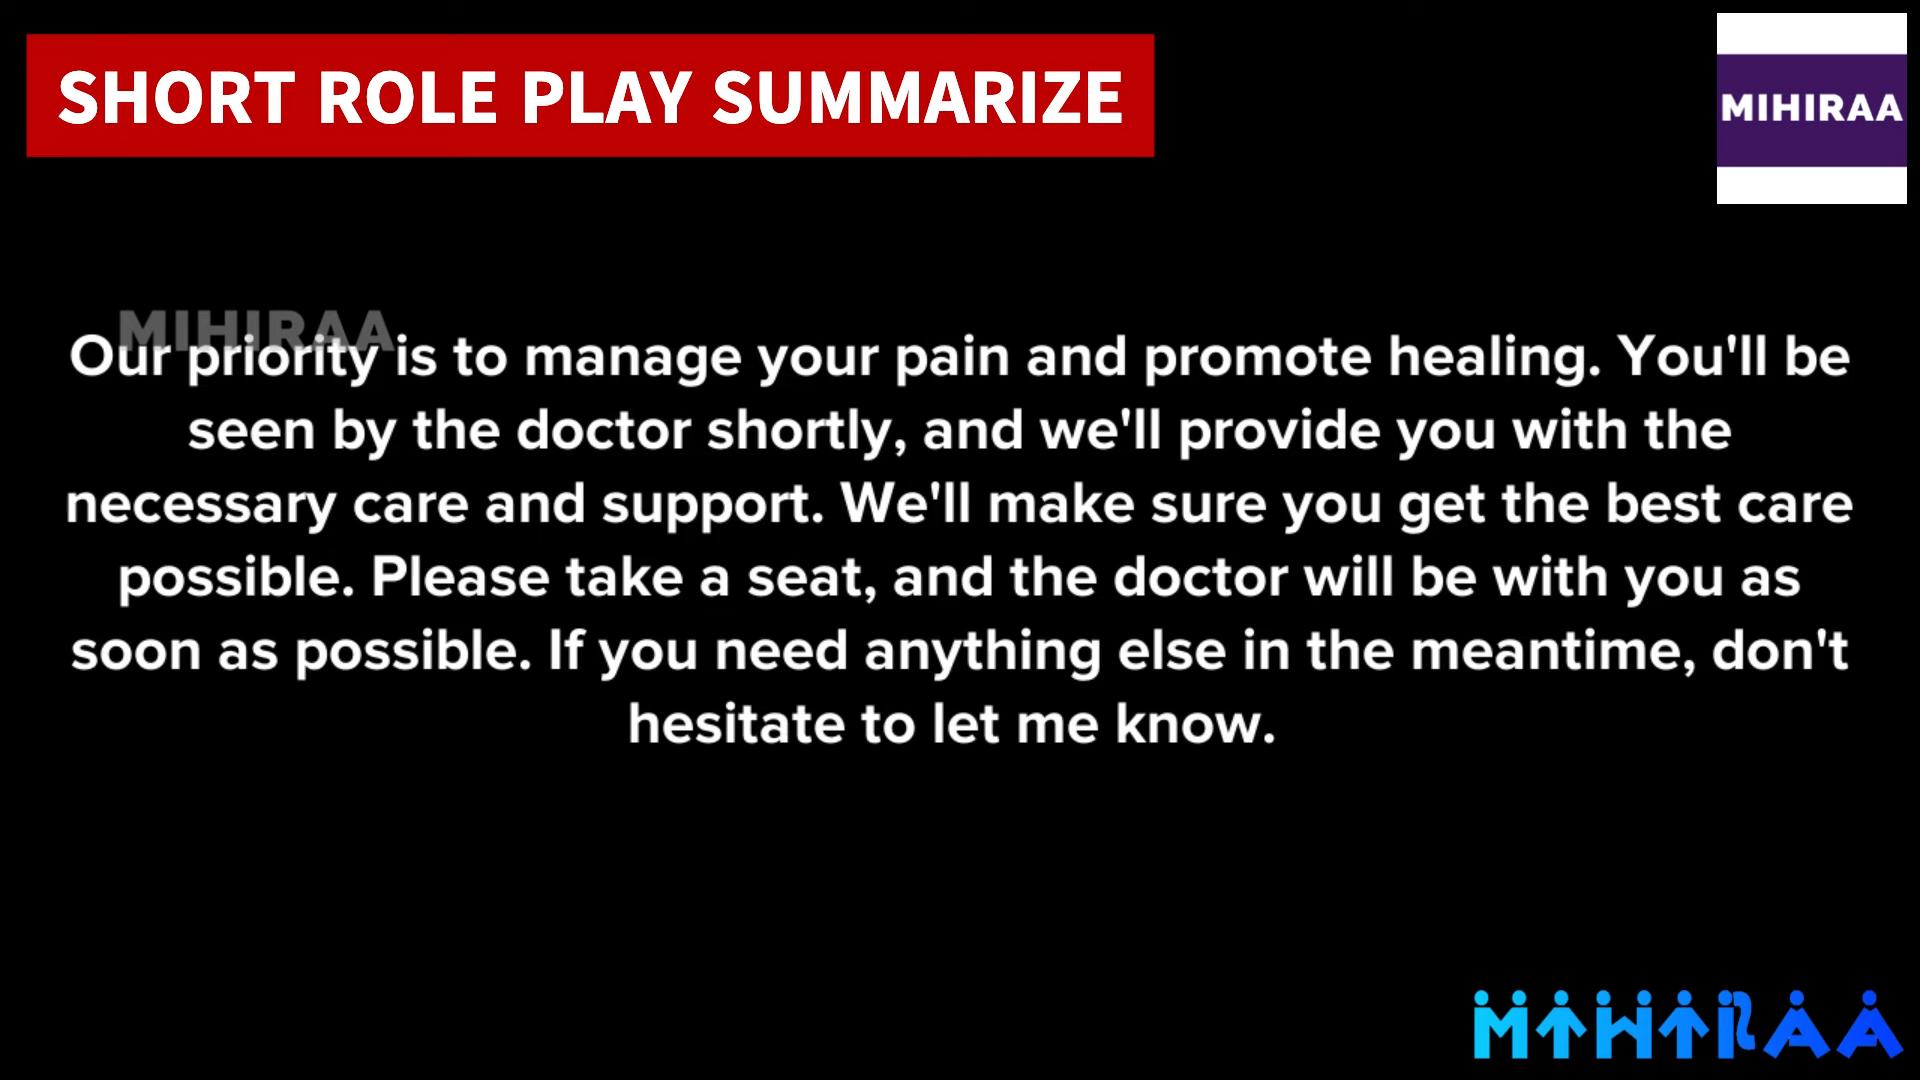 SHORT ROLE PLAY SUMMARIZE
MIHIRAA
MIHIRAA
Our priority is to manage your pain and promote healing. You'll be
seen by the doctor shortly, and we'll provide you with the
necessary care and support. We'll make sure you get the best care
possible. Please take a seat, and the doctor will be with you as
soon as possible. If you need anything else in the meantime, don't
hesitate to let me know.
MIHIRAA